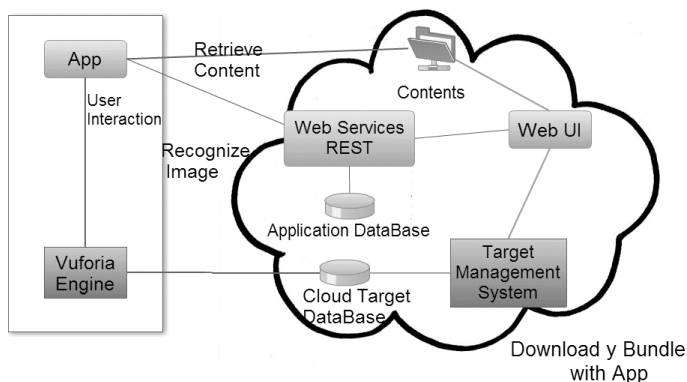 App
Retrieve
Content
Contents
User
Interaction
Web Services
REST
Web UI
Recognize
Image
Application DataBase
Vuforia
Engine
Target
Management
System
Cloud Target
DataBase
Download y Bundle
with App